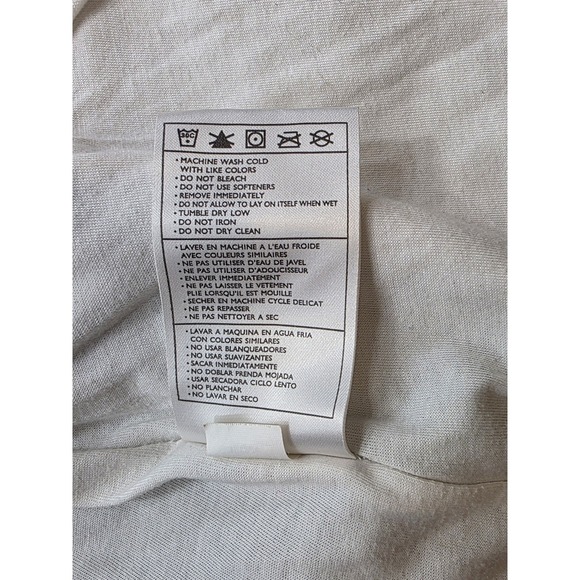 30C
• MACHINE WASH COLD
WITH LIKE COLORS
• DO NOT BLEACH
• DO NOT USE SOFTENERS
• REMOVE IMMEDIATELY
• DO NOT ALLOW TO LAY ON ITSELF WHEN WET
• TUMBLE DRY LOW
• DO NOT IRON
• DO NOT DRY CLEAN
• LAVER EN MACHINE A L'EAU FROIDE
AVEC COULEURS SIMILAIRES
• NE PAS UTILISER D'EAU DE JAVEL
• NE PAS UTILISER D'ADOUCISSEUR
• ENLEVER IMMEDIATEMENT
• NE PAS LAISSER LE VETEMENT
PLIE LORSQU'IL EST MOUILLE
• SECHER EN MACHINE CYCLE DELICAT
• NE PAS REPASSER
• NE PAS NETTOYER A SEC
• LAVAR A MAQUINA EN AGUA FRIA
CON COLORES SIMILARES
• NO USAR BLANQUEADORES
• NO USAR SUAVIZANTES
• SACAR INMEDIATAMENTE
• NO DOBLAR PRENDA MOJADA
• USAR SECADORA CICLO LENTO
• NO PLANCHAR
• NO LAVAR EN SECO